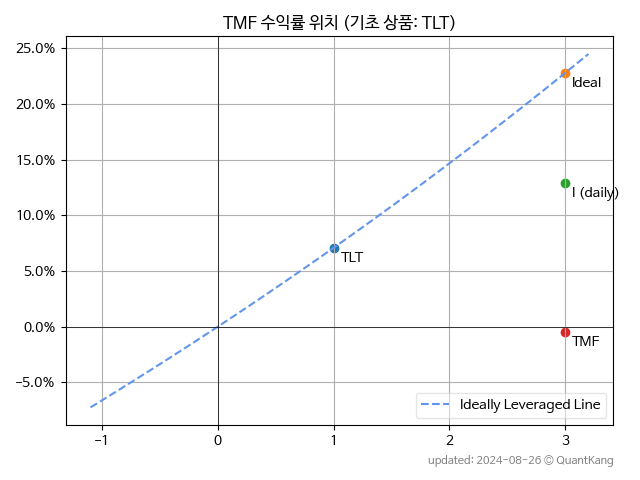 TMF 수익률 위치 (기초 상품: TLT)
25.0%
20.0%
15.0%
10.0%
5.0%
0.0%
-5.0%
Ideal
I (daily)
TLT
TMF
Ideally Leveraged Line
-1
0
1
2
3
updated: 2024-08-26 © QuantKang